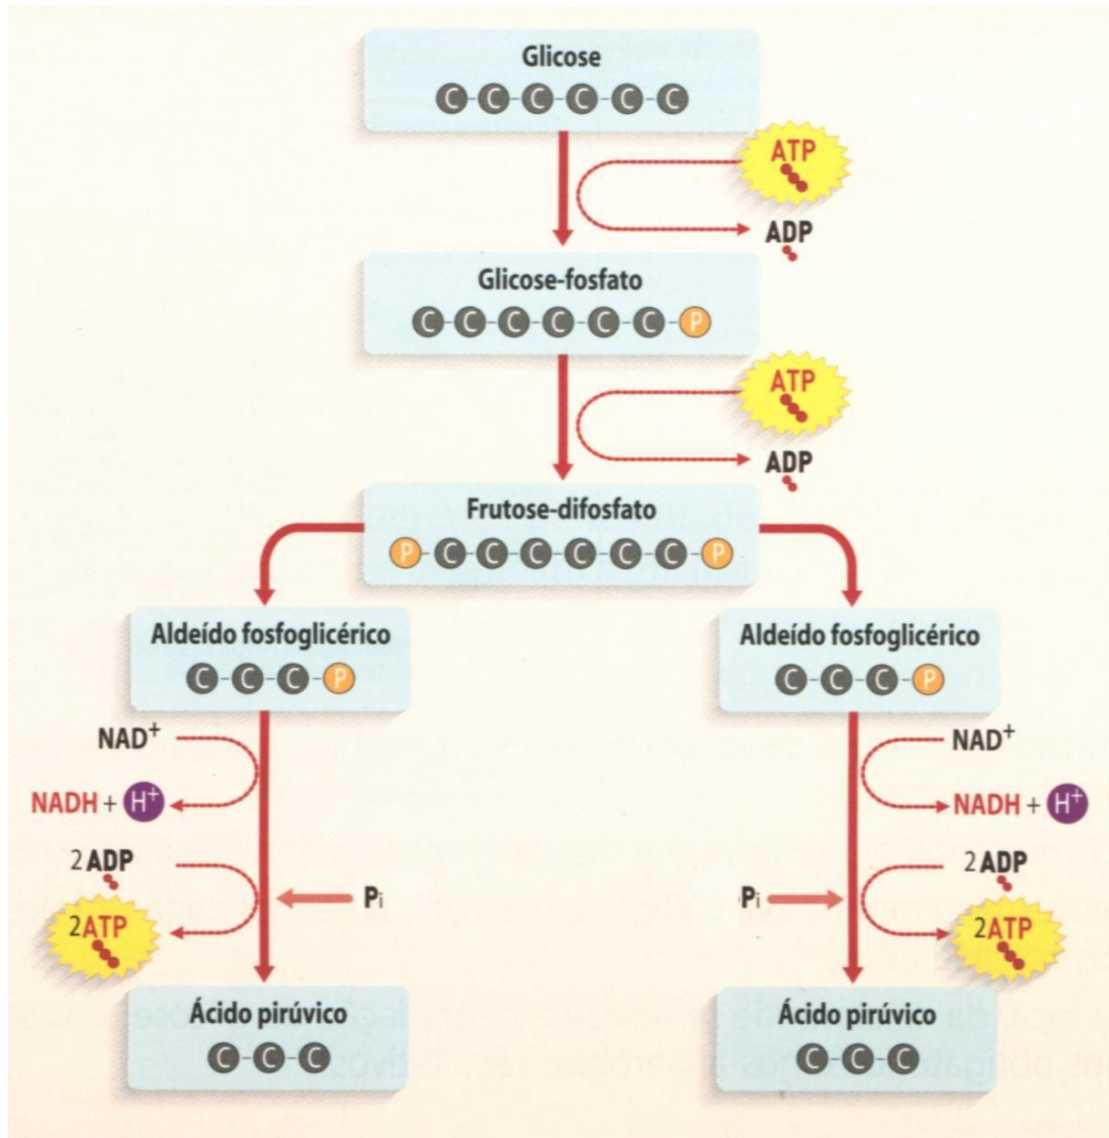 Glicose
C-C-C-C-C-C
ATP
ADP
Glicose-fosfato
C-C-C-C-C-C-P
ATP
ADP
Frutose-difosfato
P-C-C-C-C-C-C-P
Aldeído fosfoglicérico
C-C-C-P
NAD+
NADH + H+
2 ADP
Pi
2ATP
Ácido pirúvico
C-C-C
Aldeído fosfoglicérico
C-C-C-P
NAD+
NADH + H+
2 ADP
Pi
2ATP
Ácido pirúvico
C-C-C